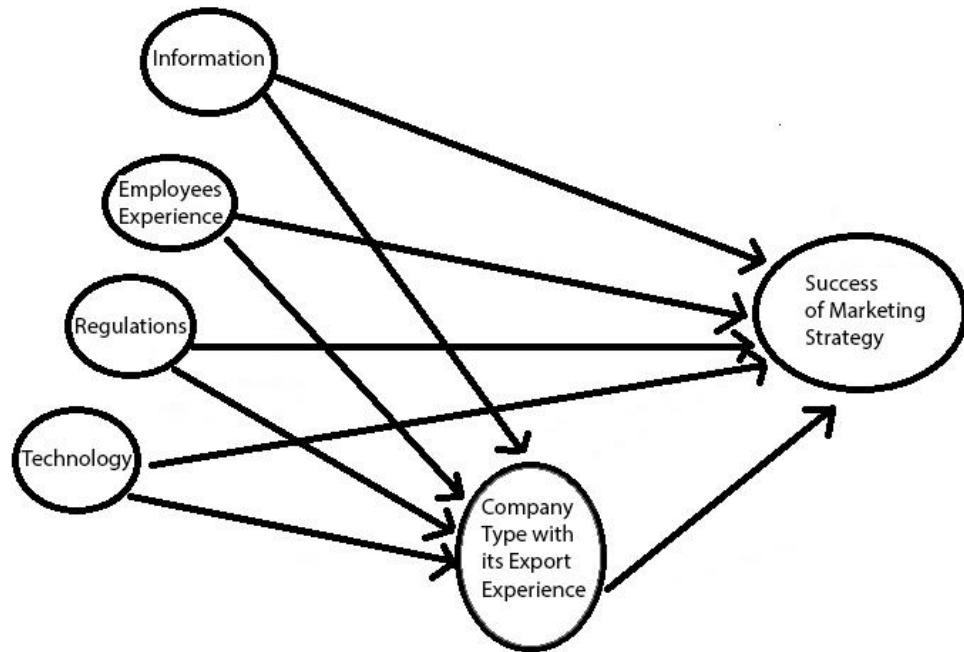 Information
Employees
Experience
Regulations
Technology
Success
of Marketing
Strategy
Company
Type with
its Export
Experience